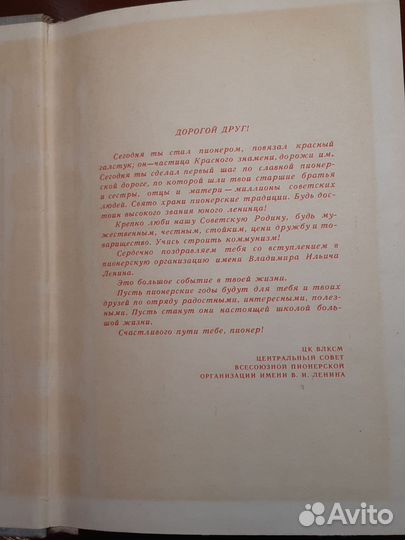 ДОРОГОЙ ДРУГ!
Сегодня ты стал пионером, повязал красный
галстук; он—частица Красного знамени, дорожи им.
Сегодня ты сделал первый шаг по славной пионер-
ской дороге, по которой шли твои старшие братья
и сестры, отцы и матери — миллионы советских
людей. Свято храни пионерские традиции. Будь дос-
тоин высокого звания юного ленинца!
Крепко люби нашу Советскую Родину, будь му-
жественным, честным, стойким, цени дружбу и то-
варищество. Учись строить коммунизм!
Сердечно поздравляем тебя со вступлением в
пионерскую организацию имени Владимира Ильича
Ленина.
Это большое событие в твоей жизни.
Пусть пионерские годы будут для тебя и твоих
друзей по отряду радостными, интересными, полез-
ными. Пусть станут они настоящей школой боль-
шой жизни.
Счастливого пути тебе, пионер!
ЦК ВЛКСМ
ЦЕНТРАЛЬНЫЙ СОВЕТ
ВСЕСОЮЗНОЙ ПИОНЕРСКОЙ
ОРГАНИЗАЦИИ ИМЕНИ В. И. ЛЕНИНА
Avito